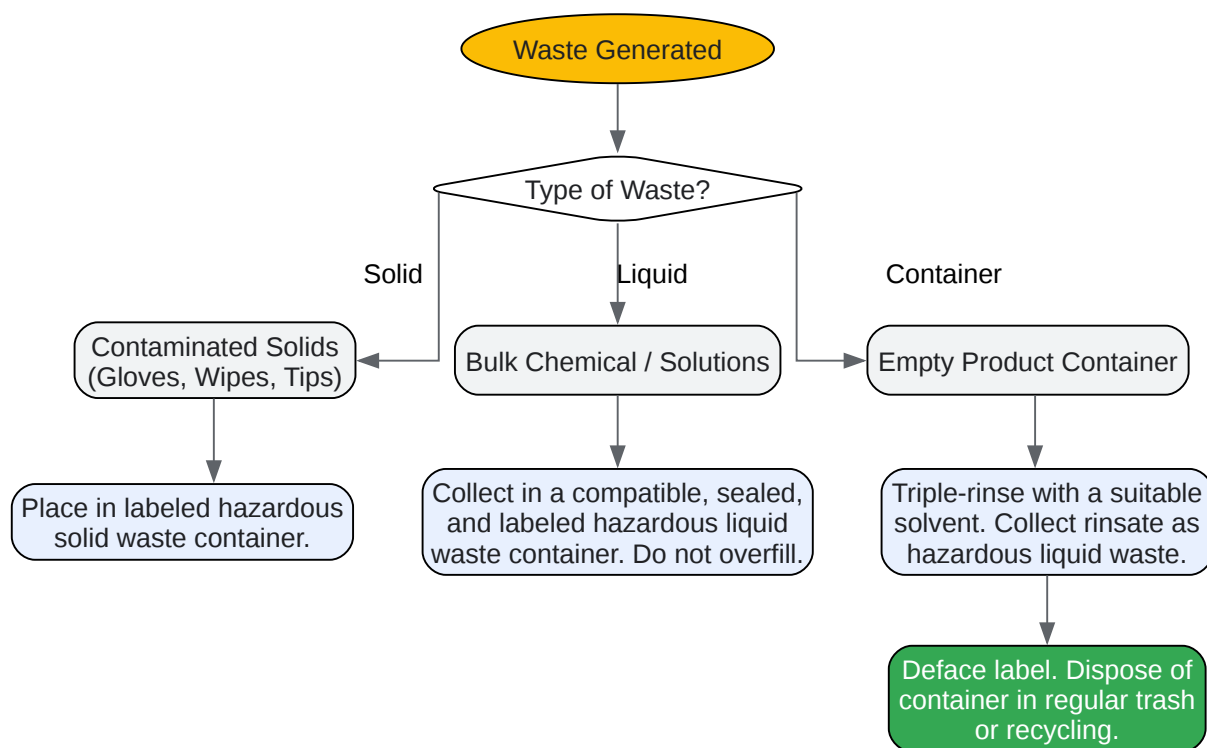 Waste Generated
Type of Waste?
Solid
Liquid
Container
Contaminated Solids
(Gloves, Wipes, Tips)
Bulk Chemical / Solutions
Empty Product Container
Place in labeled hazardous
solid waste container.
Collect in a compatible, sealed,
and labeled hazardous liquid
waste container. Do not overfill.
Triple-rinse with a suitable
solvent. Collect rinsate as
hazardous liquid waste.
Deface label. Dispose of
container in regular trash
or recycling.